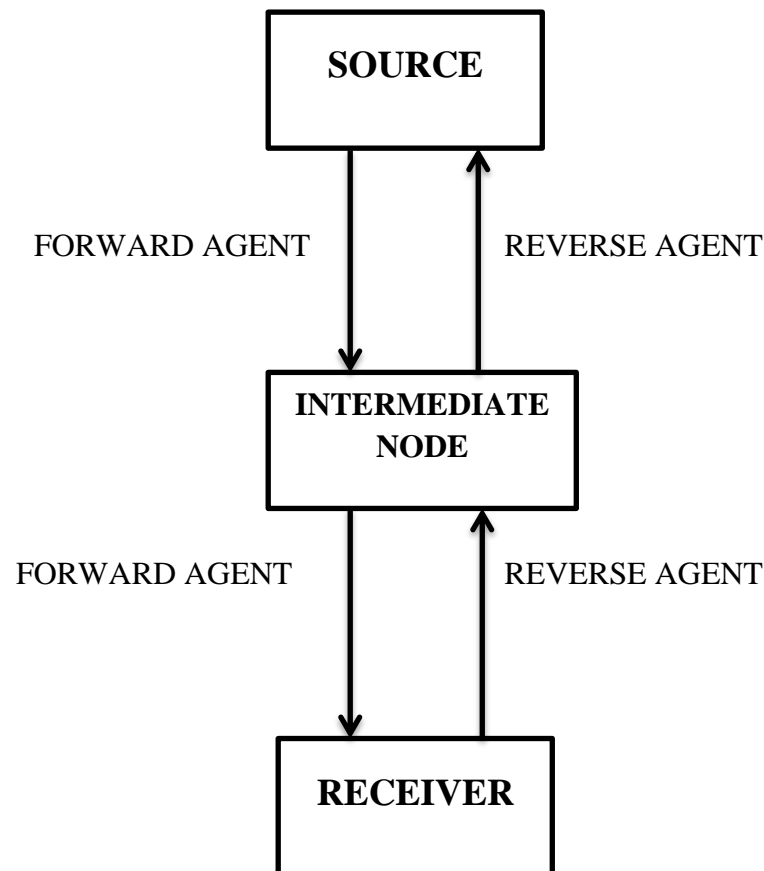 SOURCE
FORWARD AGENT
REVERSE AGENT
INTERMEDIATE
NODE
FORWARD AGENT
REVERSE AGENT
RECEIVER